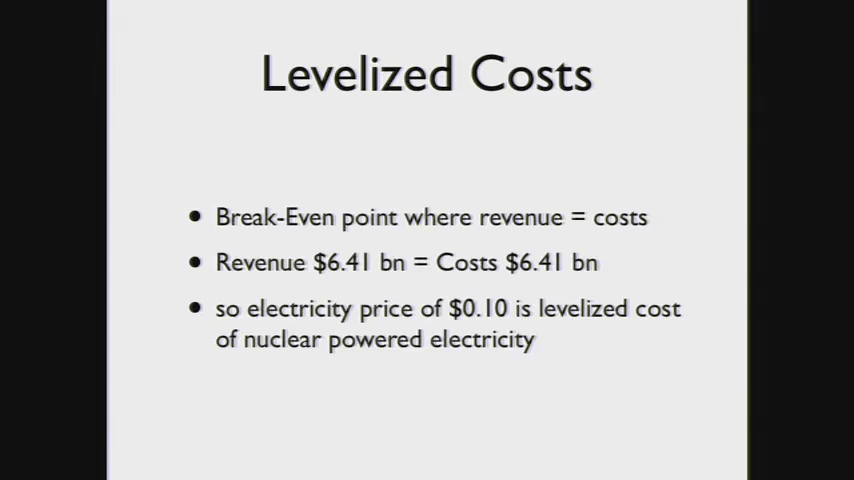 Levelized Costs
• Break-Even point where revenue = costs
• Revenue $6.41 bn = Costs $6.41 bn
• so electricity price of $0.10 is levelized cost
of nuclear powered electricity